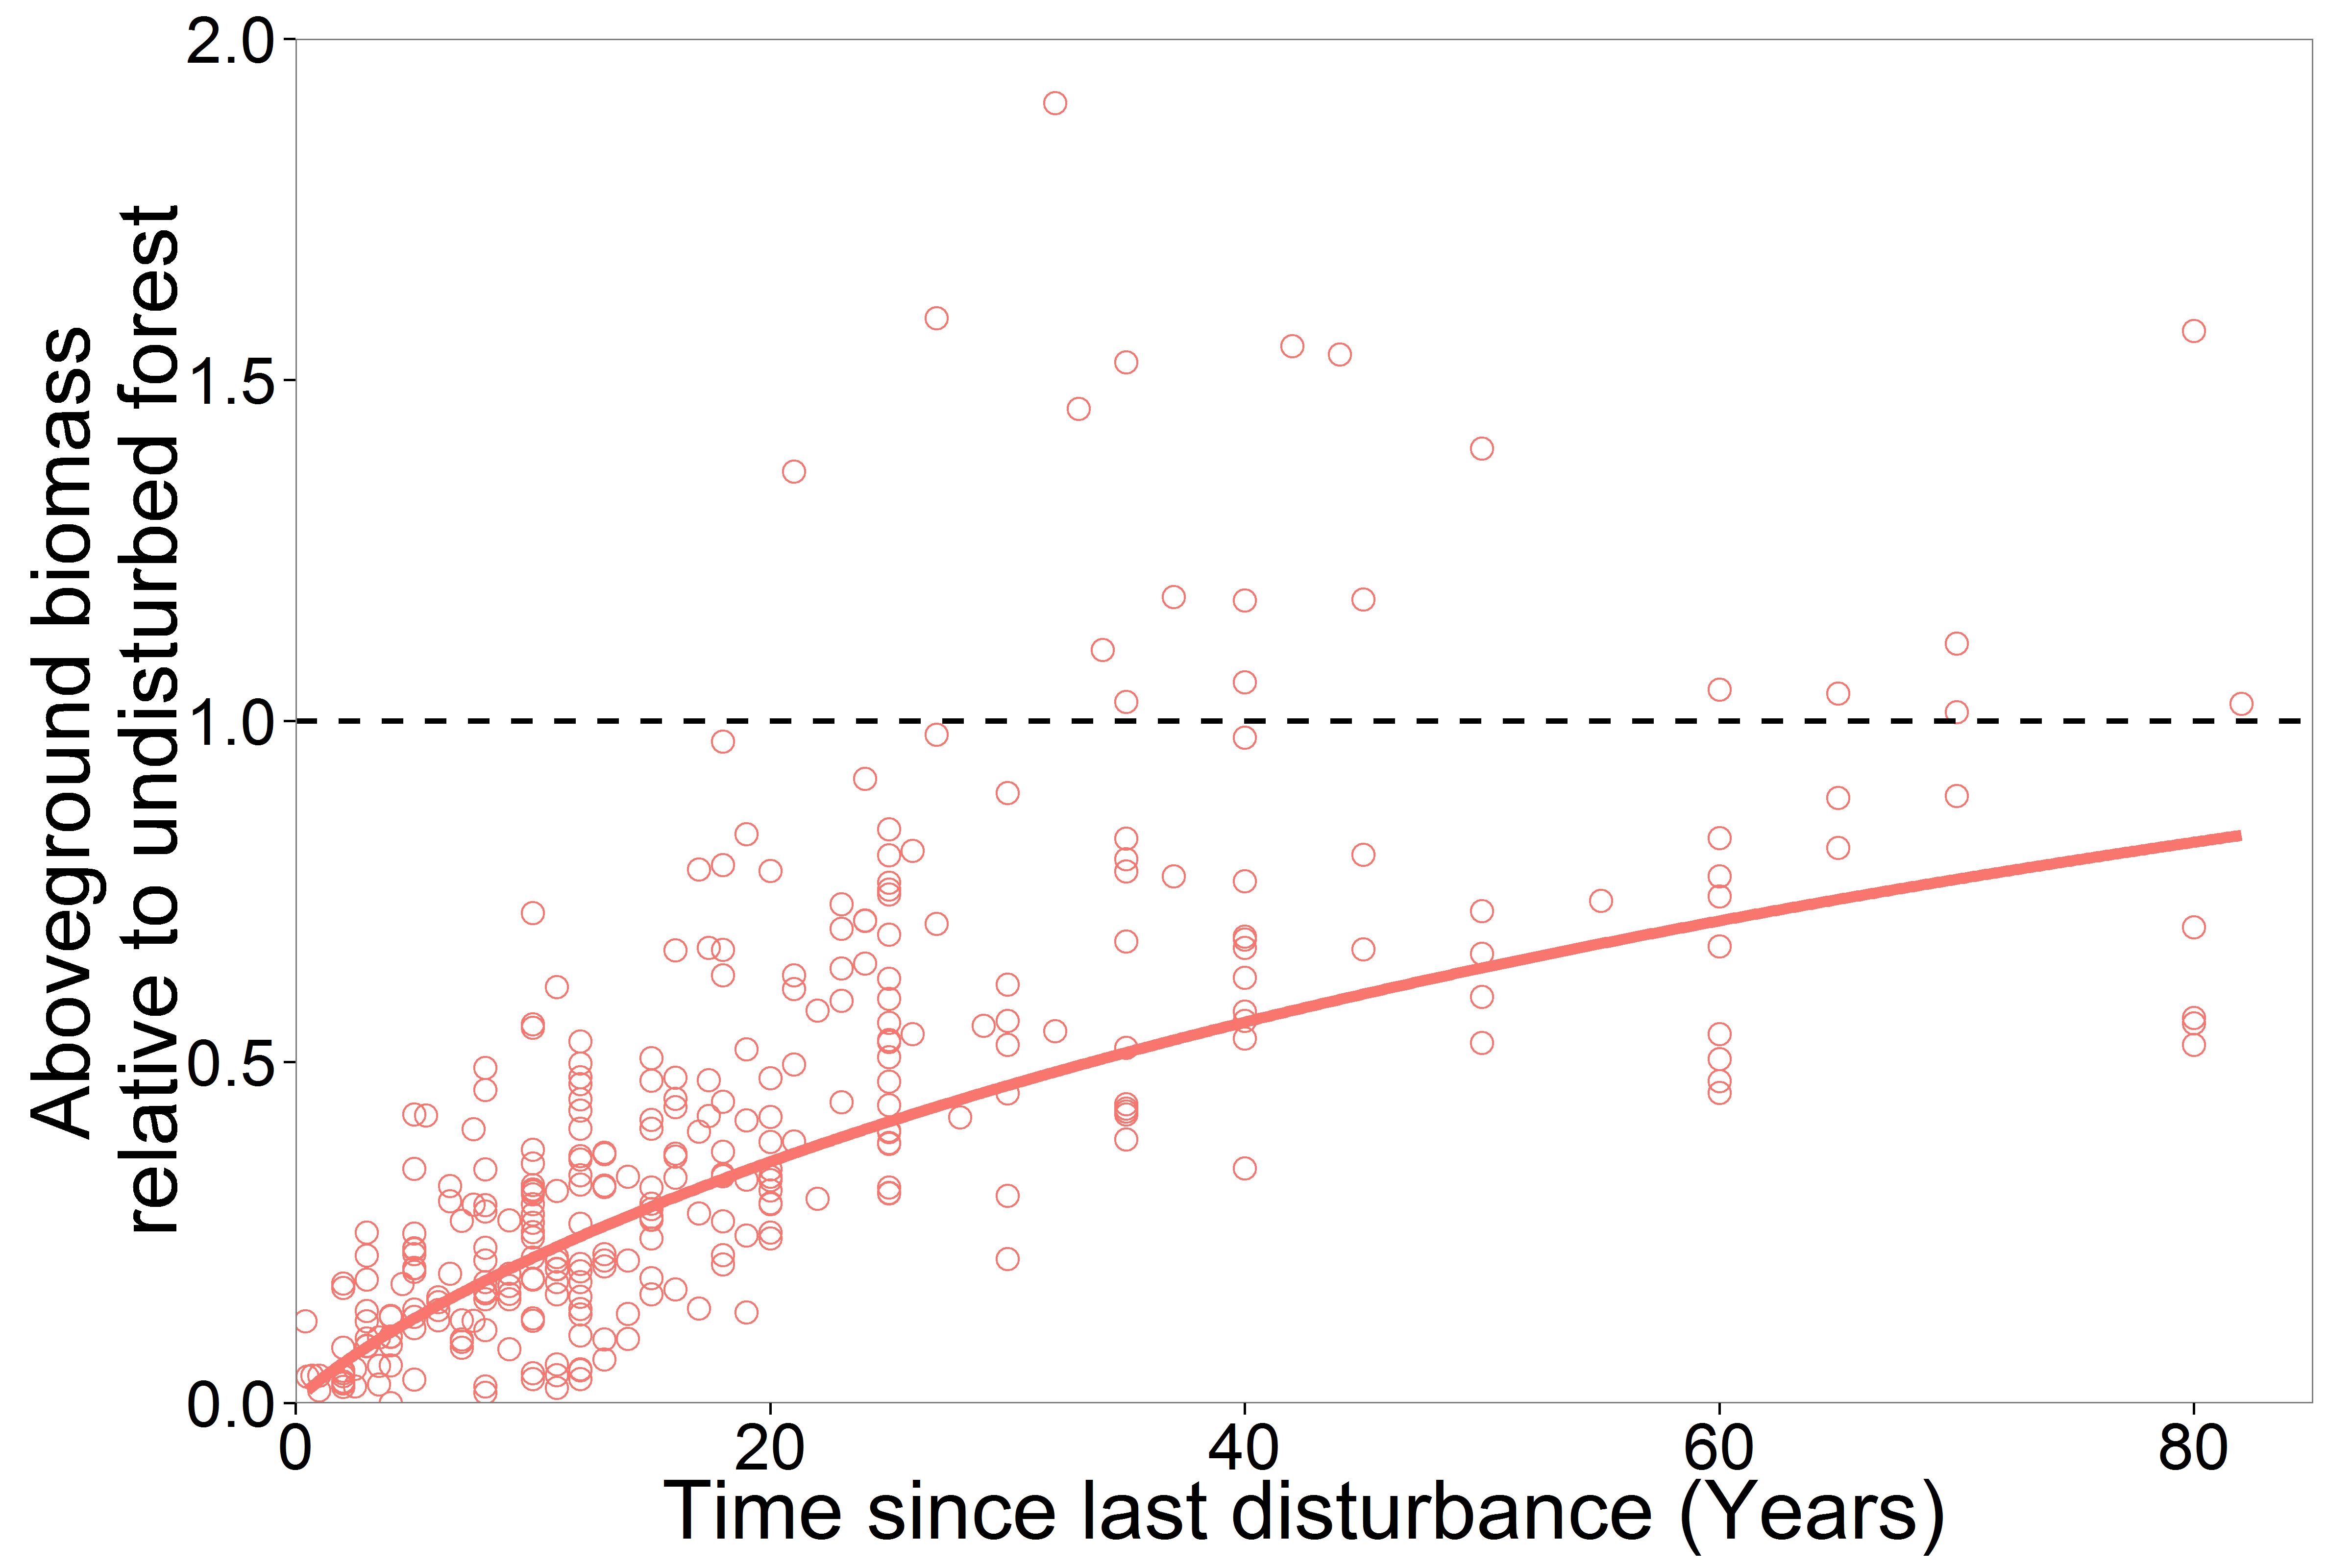 Aboveground biomass
relative to undisturbed forest
2.0
1.5
1.0
0.5
0.0
0 20 40 60 80
Time since last disturbance (Years)